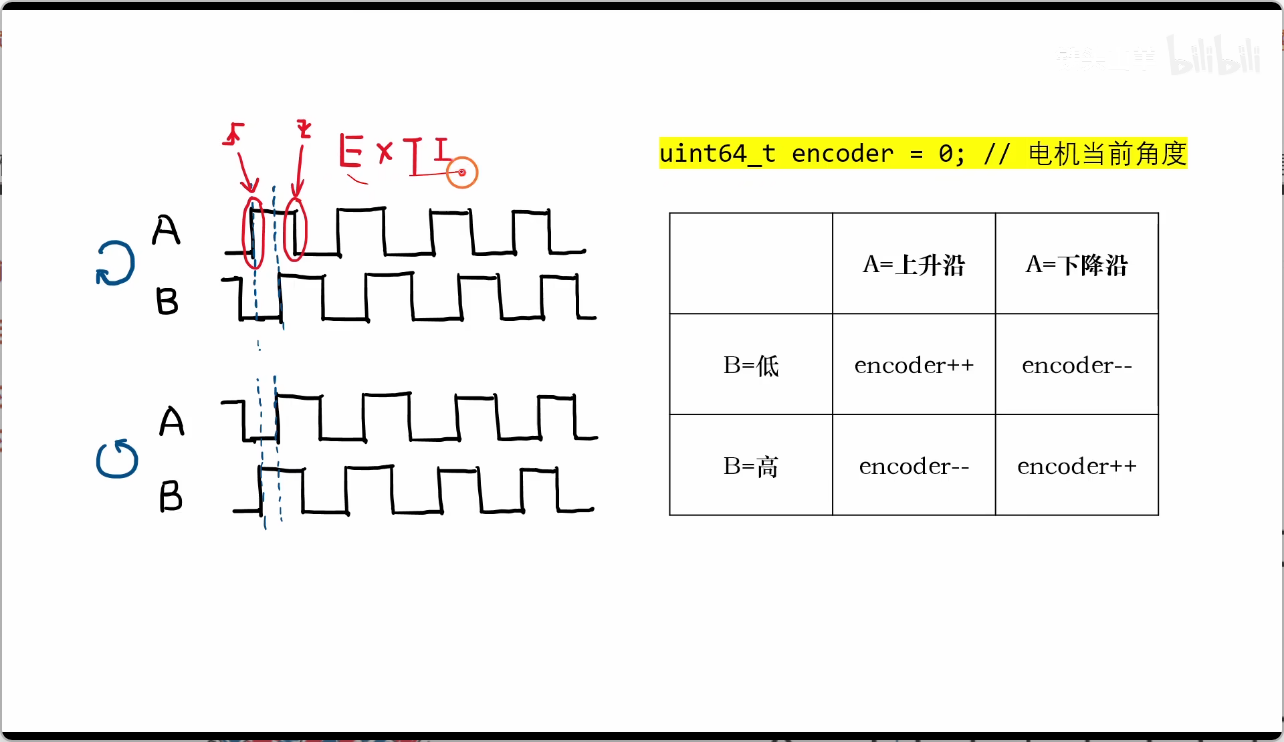 bilibili
EXTI
uint64_t encoder = 0; // 电机当前角度
A
B
A
B
A=上升沿 A=下降沿
B=低 encoder++ encoder--
B=高 encoder-- encoder++